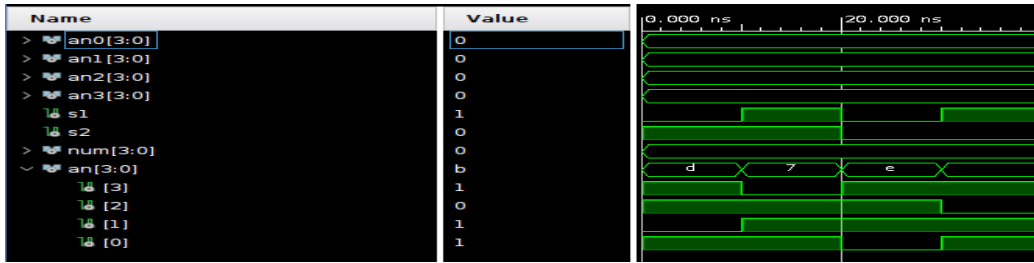 Name Value 0.000 ns 20.000 ns
> an0[3:0] 0
> an1[3:0] 0
> an2[3:0] 0
> an3[3:0] 0
s1 1
s2 0
> num[3:0] 0
an[3:0] b d 7 e
[3] 1
[2] 0
[1] 1
[0] 1